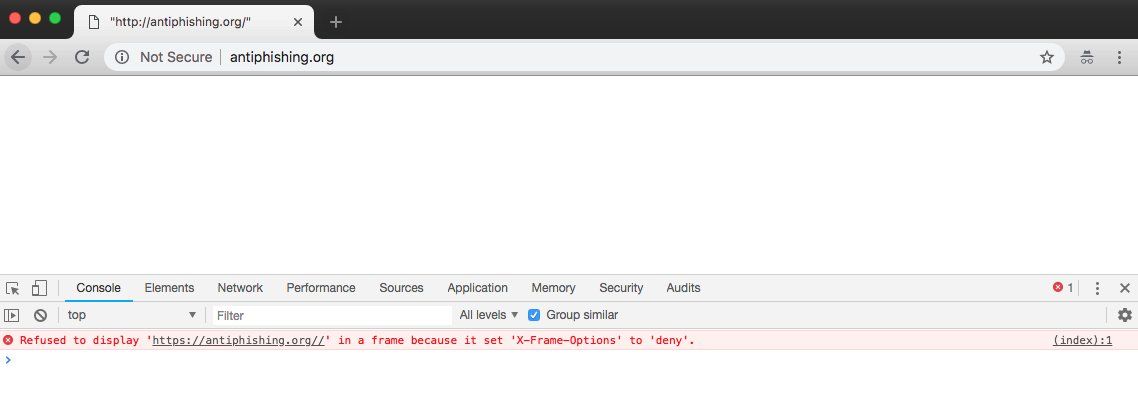 "http://antiphishing.org/"
Not Secure antiphishing.org
Console Elements Network Performance Sources Application Memory Security Audits 1
top Filter All levels Group similar
Refused to display 'https://antiphishing.org//' in a frame because it set 'X-Frame-Options' to 'deny'. (index):1